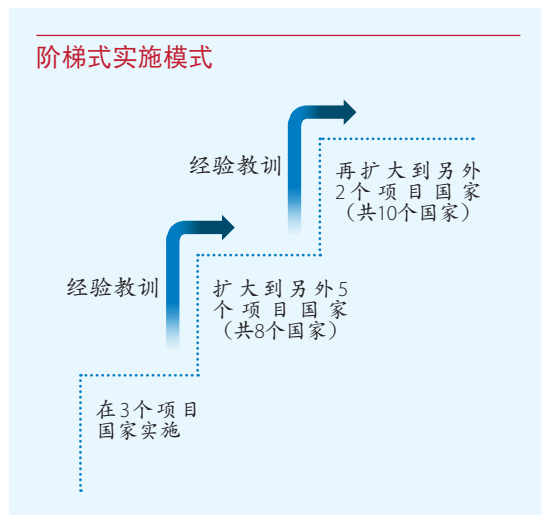 阶梯式实施模式
经验教训
再扩大到另外
2个项目国家
（共10个国家）
经验教训
扩大到另外5
个项目国家
（共8个国家）
在3个项目
国家实施